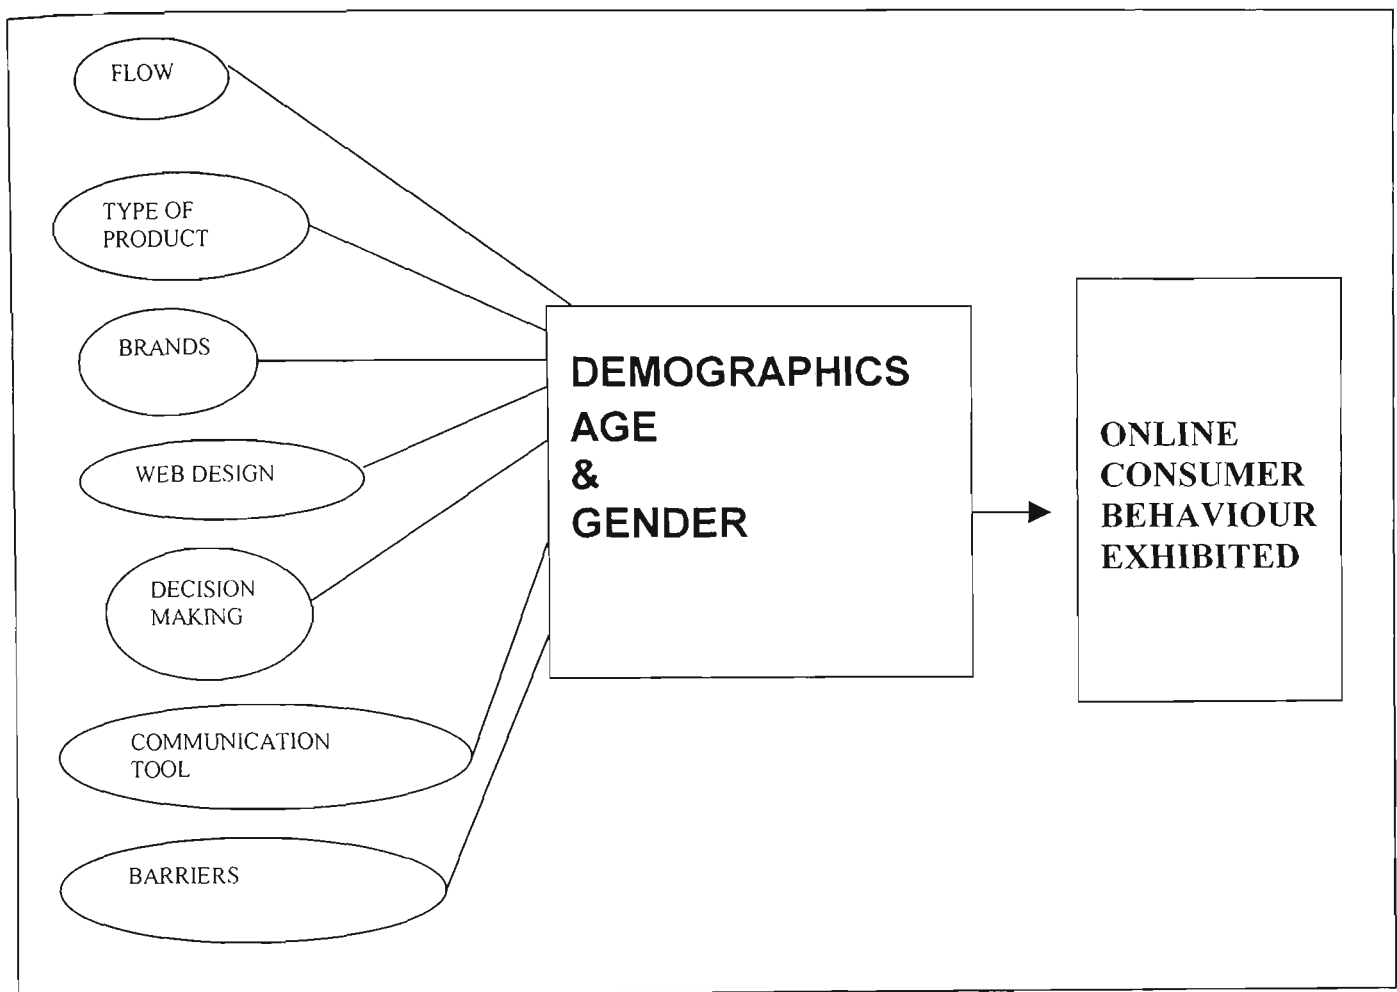 FLOW
TYPE OF
PRODUCT
BRANDS
WEB DESIGN
DECISION
MAKING
COMMUNICATION
TOOL
BARRIERS
DEMOGRAPHICS
AGE
&
GENDER
ONLINE
CONSUMER
BEHAVIOUR
EXHIBITED